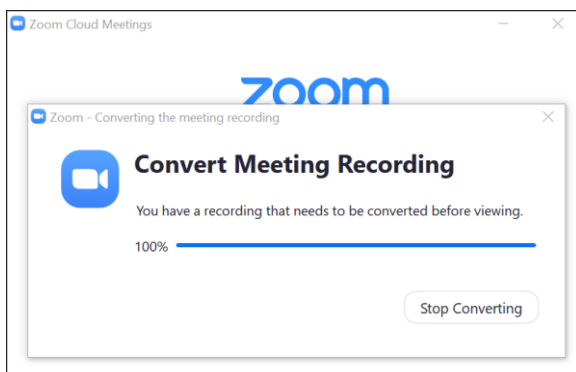 Zoom Cloud Meetings
zoom
Zoom - Converting the meeting recording
Convert Meeting Recording
You have a recording that needs to be converted before viewing.
100%
Stop Converting